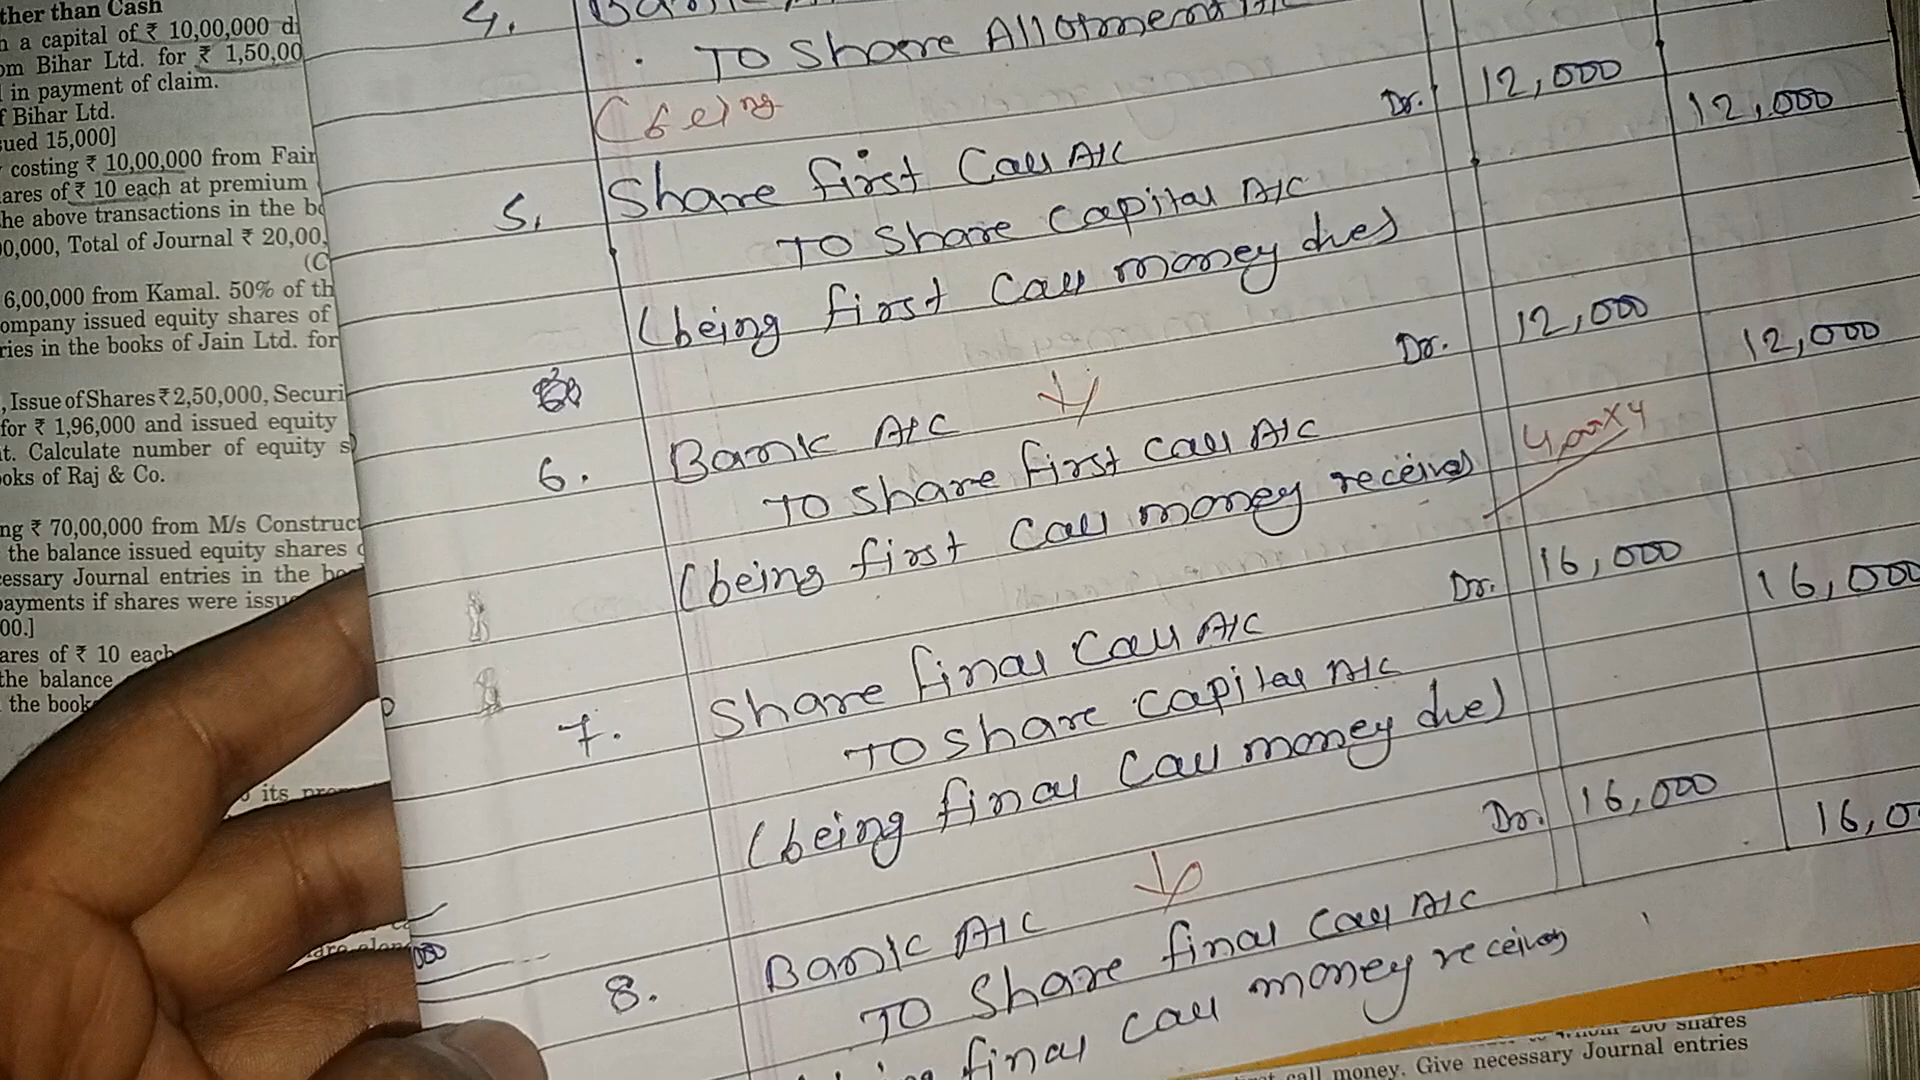 ther than Cash
a capital of ₹ 10,00,000
om Bihar Ltd. for ₹ 1,50,00
in payment of claim.
f Bihar Ltd.
sued 15,000]
costing ₹ 10,00,000 from Fair
ares of ₹ 10 each at premium
he above transactions in the
00,000, Total of Journal ₹ 20,00,
(C
6,00,000 from Kamal. 50% of th
ompany issued equity shares of
ries in the books of Jain Ltd. for
, Issue of Shares ₹ 2,50,000, Securi
for ₹ 1,96,000 and issued equity
t. Calculate number of equity s
oks of Raj & Co.
ng ₹ 70,00,000 from M/s Construct
the balance issued equity shares
essary Journal entries in the
payments if shares were issu
00.]
ares of ₹ 10 each
the balance
the book
its
4.
To Share Allotment
(being
5. Share first Call A/C Dr. 12,000
To Share Capital A/C 12,000
(being first Call money due)
6. Bank A/C Dr. 12,000
To Share first Call A/C 12,000
(being first Call money received)
4,000x4
7. Share final Call A/C Dr. 16,000
To Share Capital A/C 16,000
(being final Call money due)
8. Bank A/C Dr. 16,000
To Share final Call A/C 16,0
final Call money received
200 shares
call money. Give necessary Journal entries